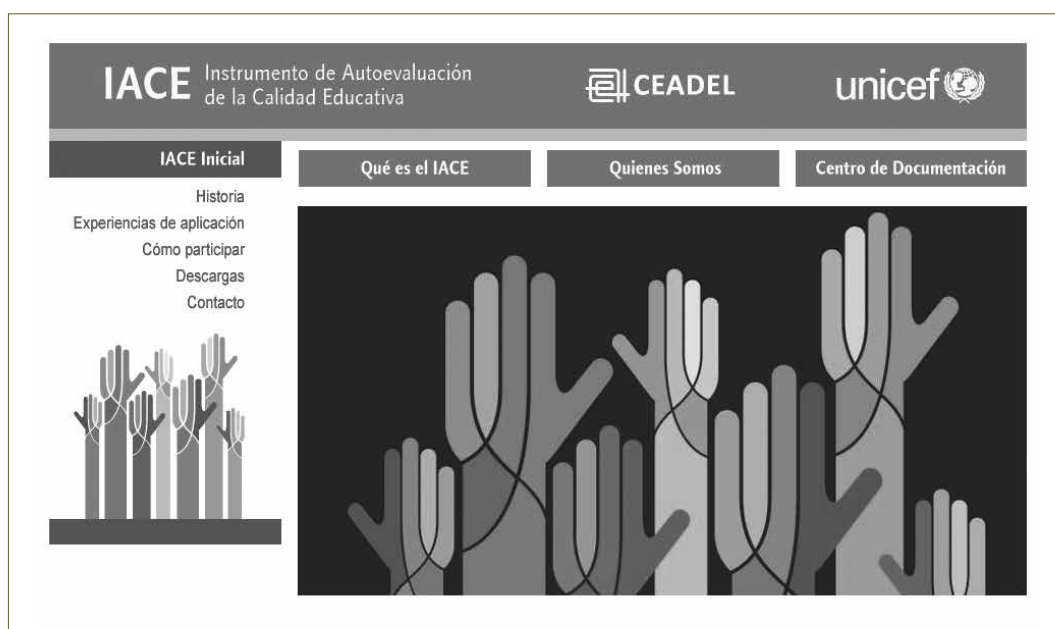 IACE Instrumento de Autoevaluación
de la Calidad Educativa
CEADEL
unicef
IACE Inicial
Historia
Experiencias de aplicación
Cómo participar
Descargas
Contacto
Qué es el IACE
Quienes Somos
Centro de Documentación